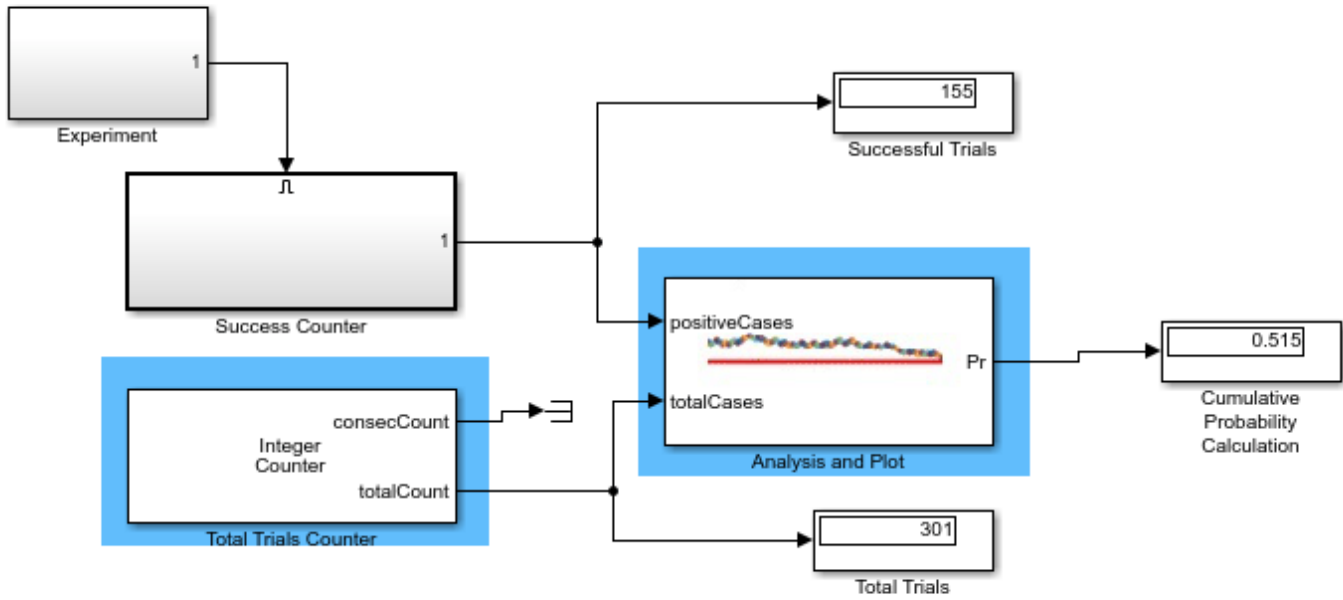 1
Experiment
155
Successful Trials
1
Success Counter
positiveCases
Pr
totalCases
Analysis and Plot
0.515
Cumulative
Probability
Calculation
consecCount
Integer
Counter
totalCount
Total Trials Counter
301
Total Trials